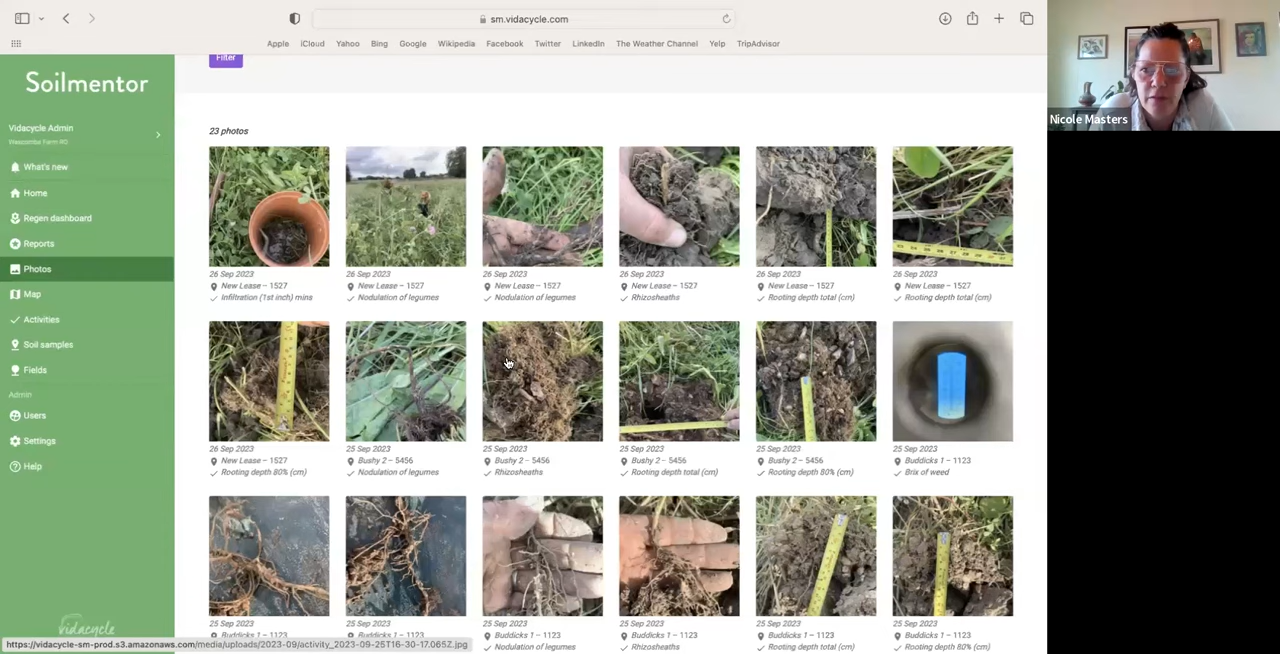 sm.vidacycle.com
Apple
iCloud
Yahoo
Bing
Google
Wikipedia
Facebook
Twitter
LinkedIn
The Weather Channel
Yelp
TripAdvisor
Nicole Masters
Soilmentor
Vidacycle Admin
What's new
Home
Regen dashboard
Reports
Photos
Map
Activities
Soil samples
Fields
Admin
Users
Settings
Help
vidacycle
Filter
23 photos
26 Sep 2023
New Lease – 1527
Infiltration (1st inch) mins
26 Sep 2023
New Lease – 1527
Nodulation of legumes
26 Sep 2023
New Lease – 1527
Nodulation of legumes
26 Sep 2023
New Lease – 1527
Rhizosheaths
26 Sep 2023
New Lease – 1527
Rooting depth total (cm)
26 Sep 2023
New Lease – 1527
Rooting depth total (cm)
26 Sep 2023
New Lease – 1527
Rooting depth 80% (cm)
25 Sep 2023
Bushy 2 – 5456
Nodulation of legumes
25 Sep 2023
Bushy 2 – 5456
Rhizosheaths
25 Sep 2023
Bushy 2 – 5456
Rooting depth total (cm)
25 Sep 2023
Bushy 2 – 5456
Rooting depth 80% (cm)
25 Sep 2023
Buddicks 1 – 1123
Brix of weed
25 Sep 2023
Buddicks 1 – 1123
25 Sep 2023
Buddicks 1 – 1123
25 Sep 2023
Buddicks 1 – 1123
Nodulation of legumes
25 Sep 2023
Buddicks 1 – 1123
Rhizosheaths
25 Sep 2023
Buddicks 1 – 1123
Rooting depth total (cm)
25 Sep 2023
Buddicks 1 – 1123
Rooting depth 80% (cm)
https://vidacycle-sm-prod.s3.amazonaws.com/media/uploads/2023-09/activity_2023-09-25T16-30-17.065Z.jpg